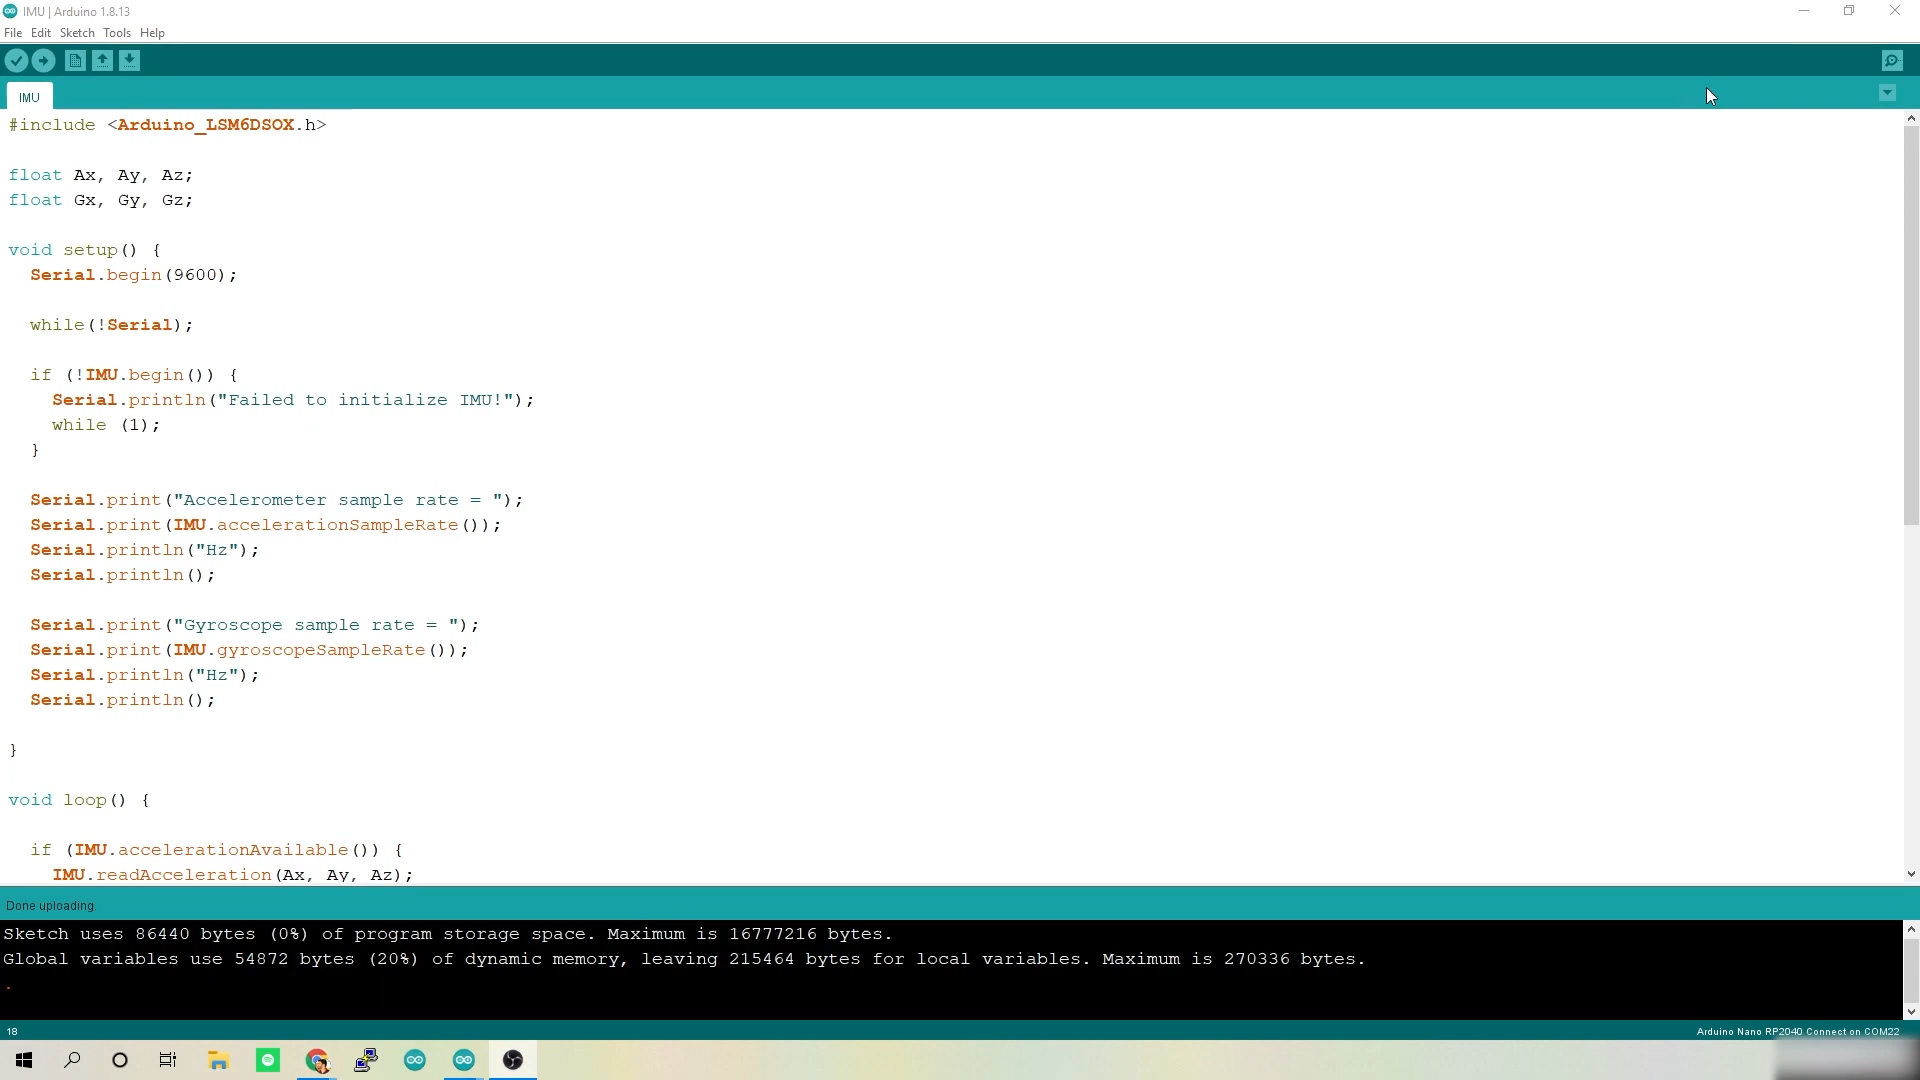 IMU | Arduino 1.8.13
File Edit Sketch Tools Help
IMU
#include <Arduino_LSM6DSOX.h>
float Ax, Ay, Az;
float Gx, Gy, Gz;
void setup() {
Serial.begin(9600);
while(!Serial);
if (!IMU.begin()) {
Serial.println("Failed to initialize IMU!");
while (1);
}
Serial.print("Accelerometer sample rate = ");
Serial.print(IMU.accelerationSampleRate());
Serial.println("Hz");
Serial.println();
Serial.print("Gyroscope sample rate = ");
Serial.print(IMU.gyroscopeSampleRate());
Serial.println("Hz");
Serial.println();
}
void loop() {
if (IMU.accelerationAvailable()) {
IMU.readAcceleration(Ax, Ay, Az);
Done uploading.
Sketch uses 86440 bytes (0%) of program storage space. Maximum is 16777216 bytes.
Global variables use 54872 bytes (20%) of dynamic memory, leaving 215464 bytes for local variables. Maximum is 270336 bytes.
.
18
Arduino Nano RP2040 Connect on COM22